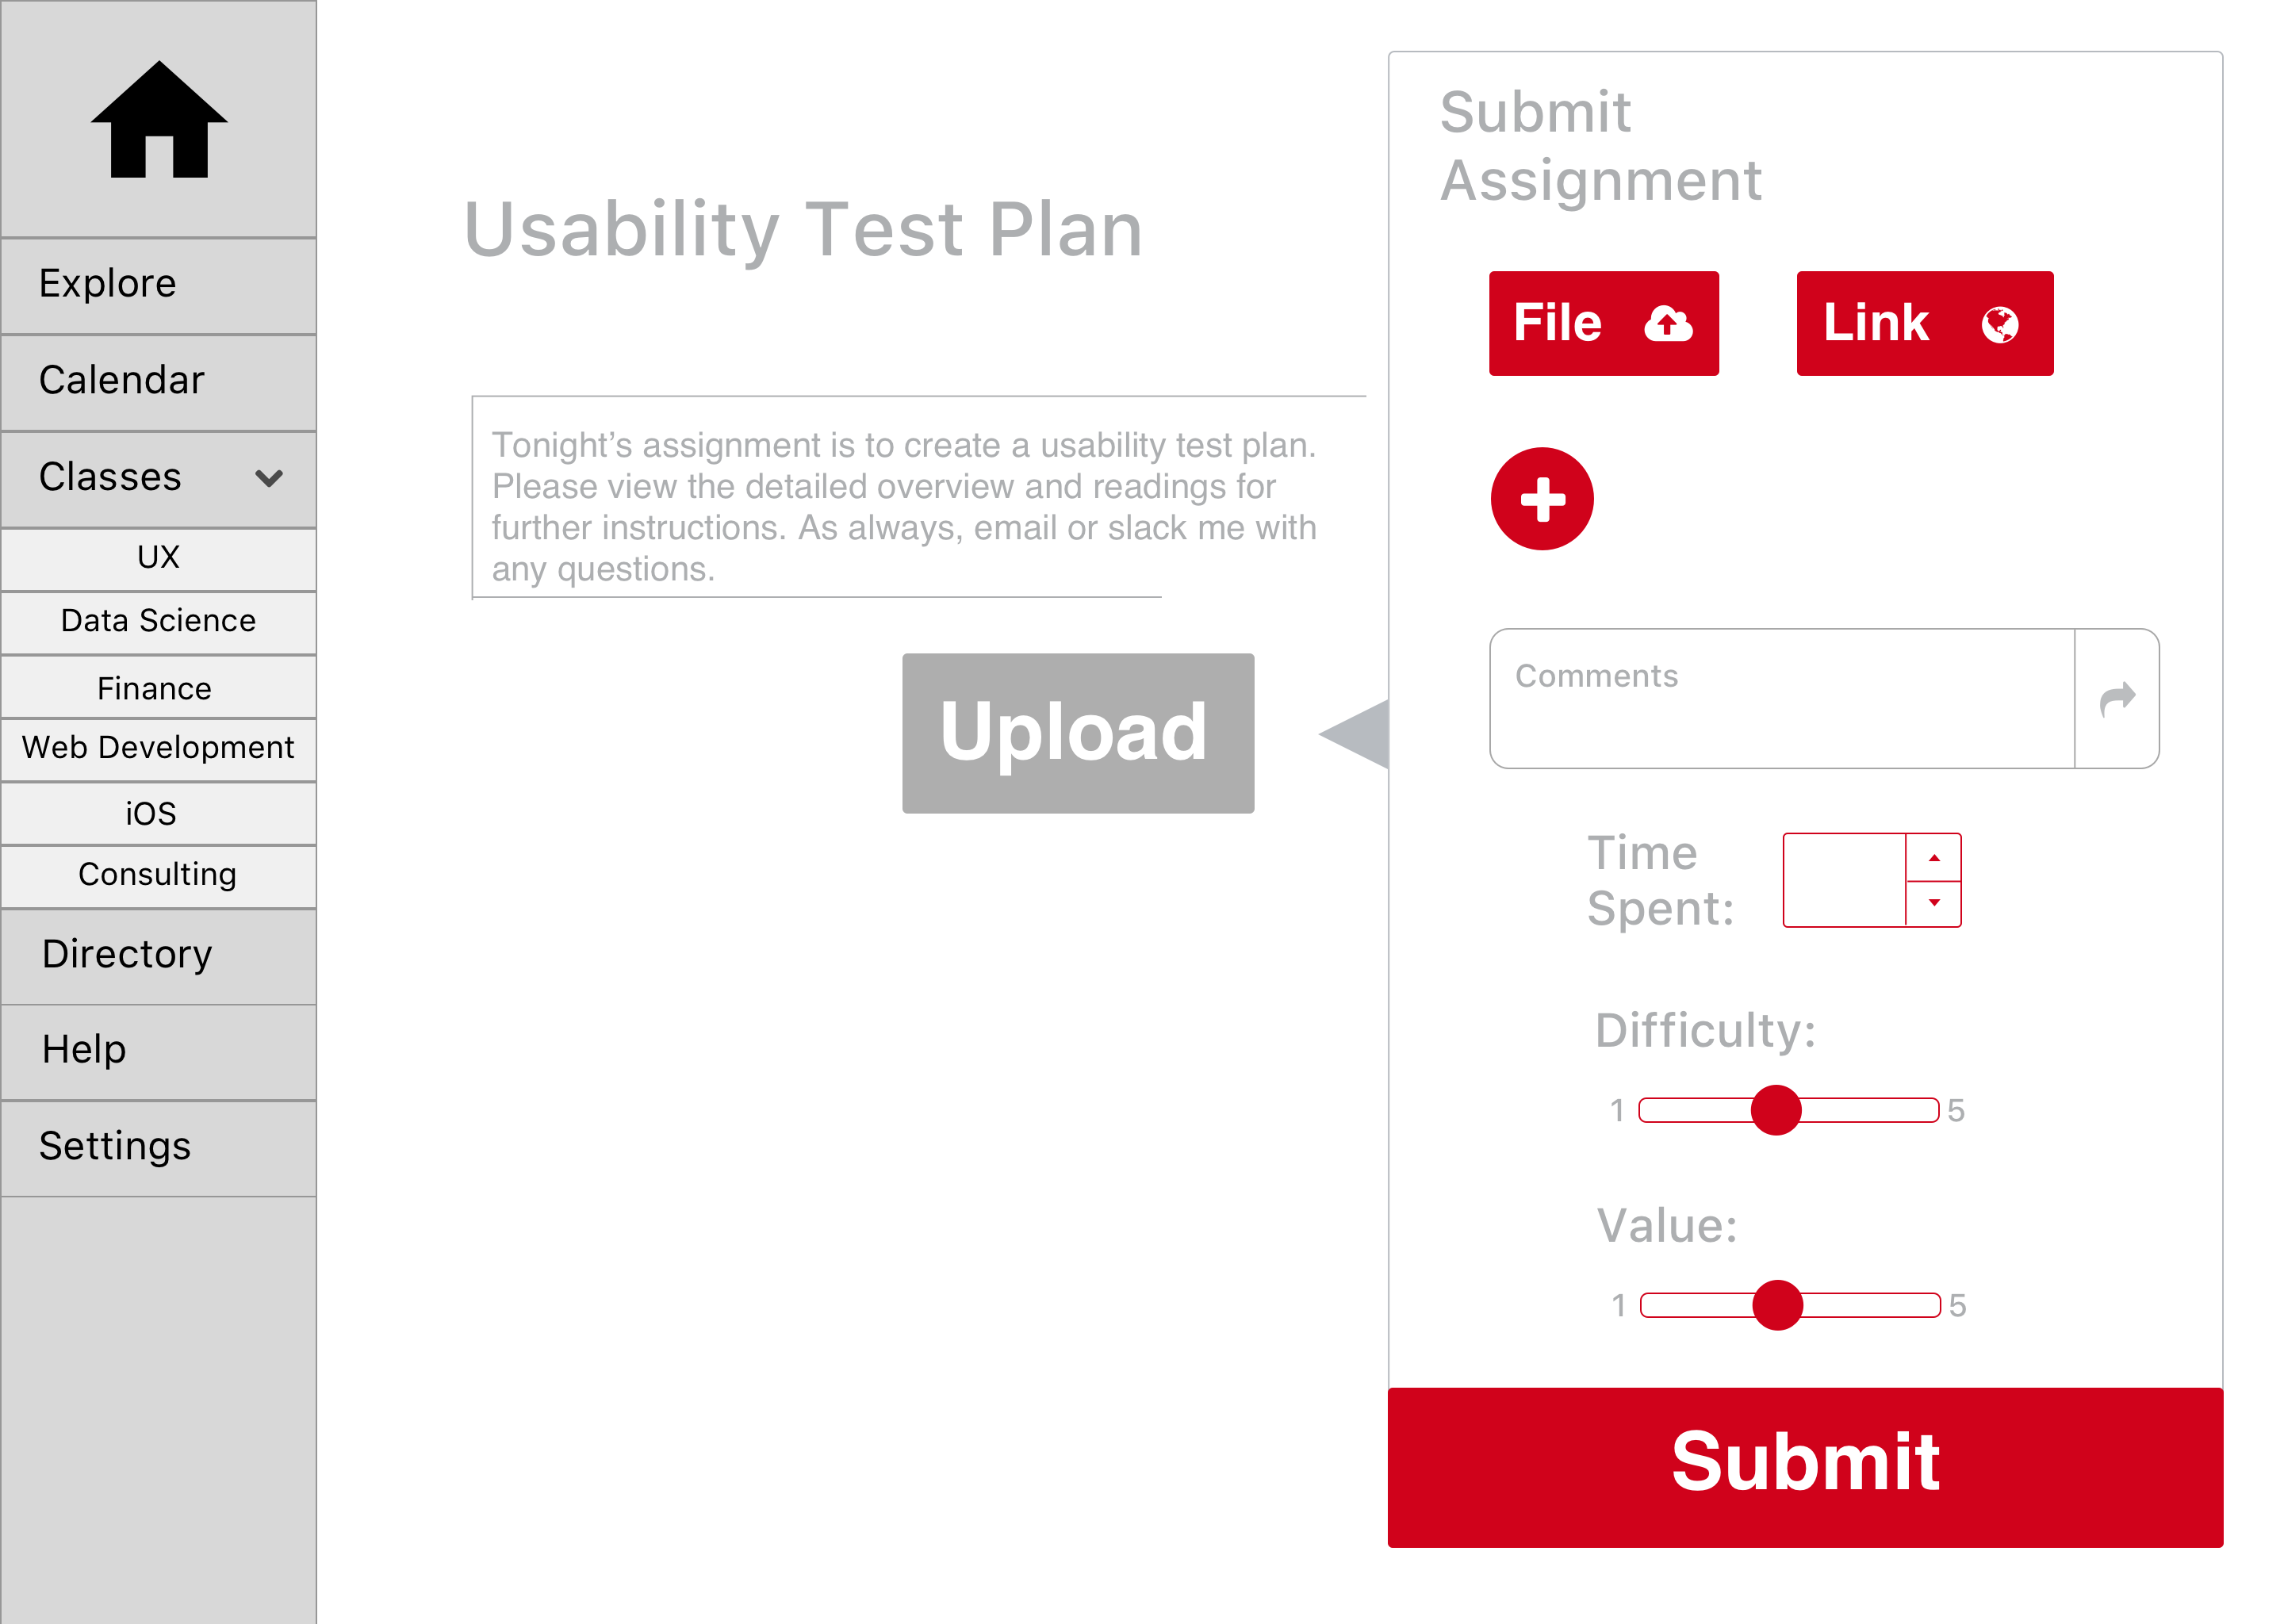 Explore
Calendar
Classes
UX
Data Science
Finance
Web Development
iOS
Consulting
Directory
Help
Settings
Usability Test Plan
Tonight’s assignment is to create a usability test plan.
Please view the detailed overview and readings for
further instructions. As always, email or slack me with
any questions.
Upload
Submit
Assignment
File
Link
Comments
Time
Spent:
Difficulty:
1 5
Value:
1 5
Submit